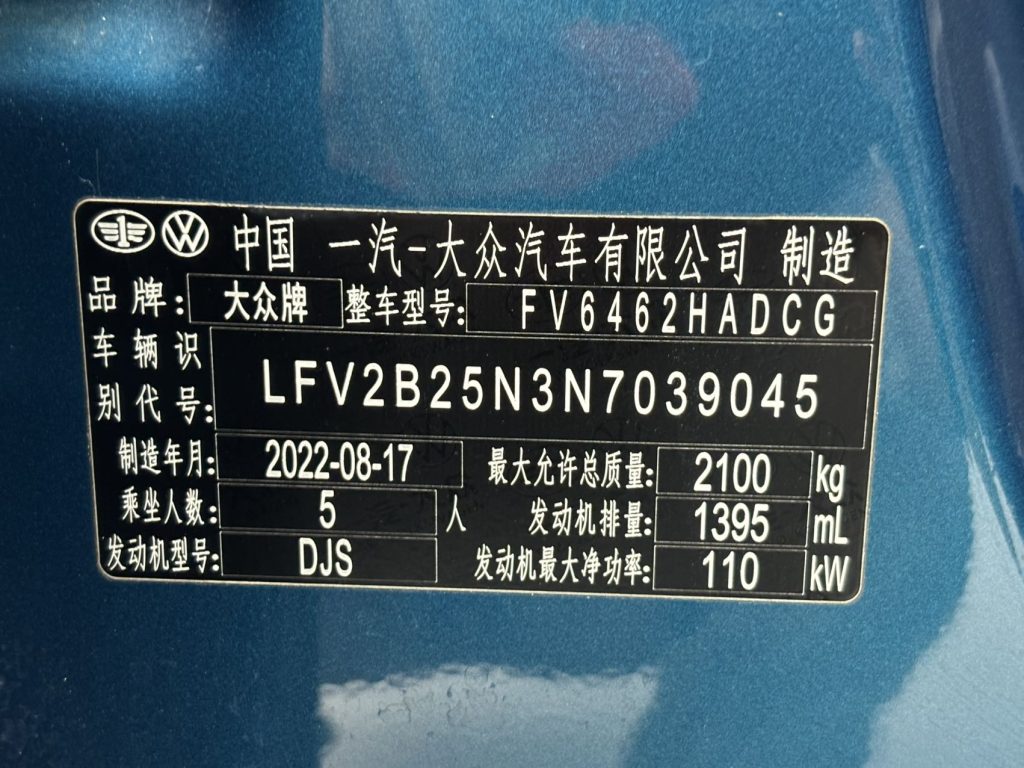 中国 一汽-大众汽车有限公司 制造
品牌: 大众牌 整车型号: FV6462HADCG
车辆识别代号: LFV2B25N3N7039045
制造年月: 2022-08-17 最大允许总质量: 2100 kg
乘坐人数: 5 人 发动机排量: 1395 mL
发动机型号: DJS 发动机最大净功率: 110 kW